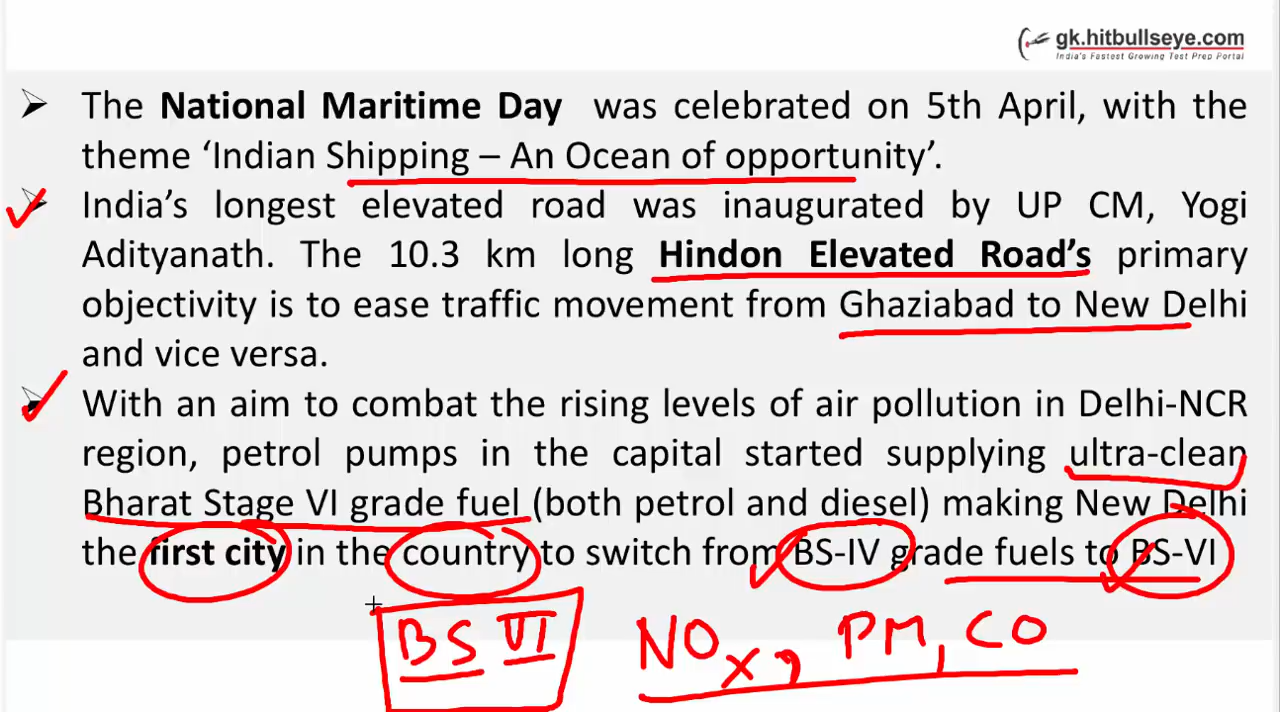 gk.hitbullseye.com
India's Fastest Growing Test Prep Portal
The National Maritime Day was celebrated on 5th April, with the
theme ‘Indian Shipping – An Ocean of opportunity’.
India’s longest elevated road was inaugurated by UP CM, Yogi
Adityanath. The 10.3 km long Hindon Elevated Road’s primary
objectivity is to ease traffic movement from Ghaziabad to New Delhi
and vice versa.
With an aim to combat the rising levels of air pollution in Delhi-NCR
region, petrol pumps in the capital started supplying ultra-clean
Bharat Stage VI grade fuel (both petrol and diesel) making New Delhi
the first city in the country to switch from BS-IV grade fuels to BS-VI
BS VI NOx, PM, CO